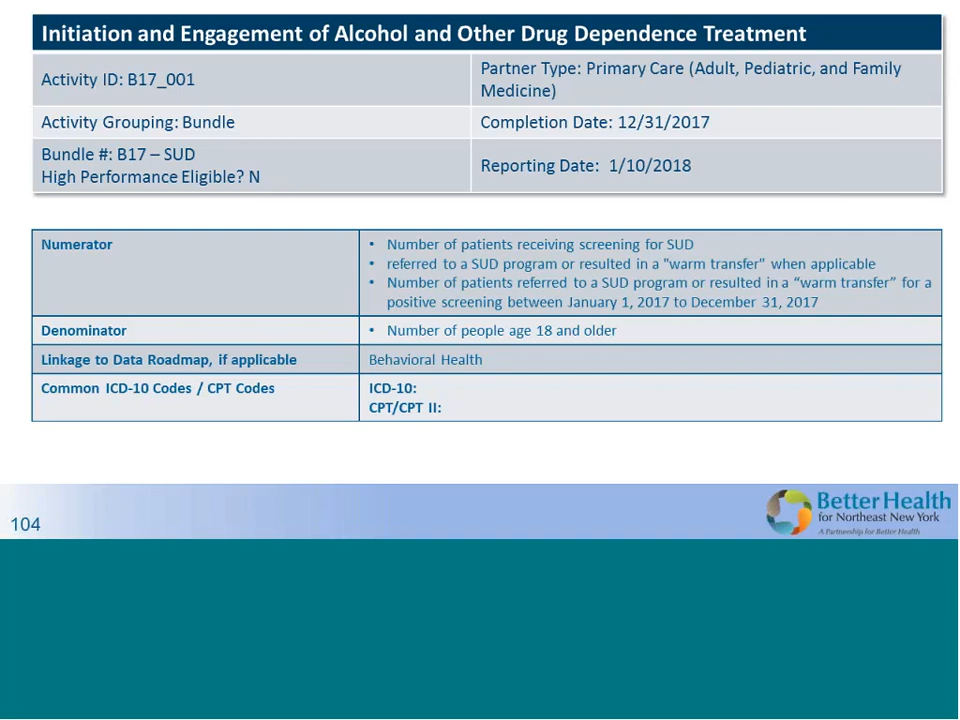 Initiation and Engagement of Alcohol and Other Drug Dependence Treatment
Activity ID: B17_001
Partner Type: Primary Care (Adult, Pediatric, and Family
Medicine)
Activity Grouping: Bundle
Completion Date: 12/31/2017
Bundle #: B17 – SUD
High Performance Eligible? N
Reporting Date:  1/10/2018
Numerator
• Number of patients receiving screening for SUD
• referred to a SUD program or resulted in a "warm transfer" when applicable
• Number of patients referred to a SUD program or resulted in a “warm transfer” for a
positive screening between January 1, 2017 to December 31, 2017
Denominator
• Number of people age 18 and older
Linkage to Data Roadmap, if applicable
Behavioral Health
Common ICD-10 Codes / CPT Codes
ICD-10:
CPT/CPT II:
104
Better Health
for Northeast New York
A Partnership for Better Health